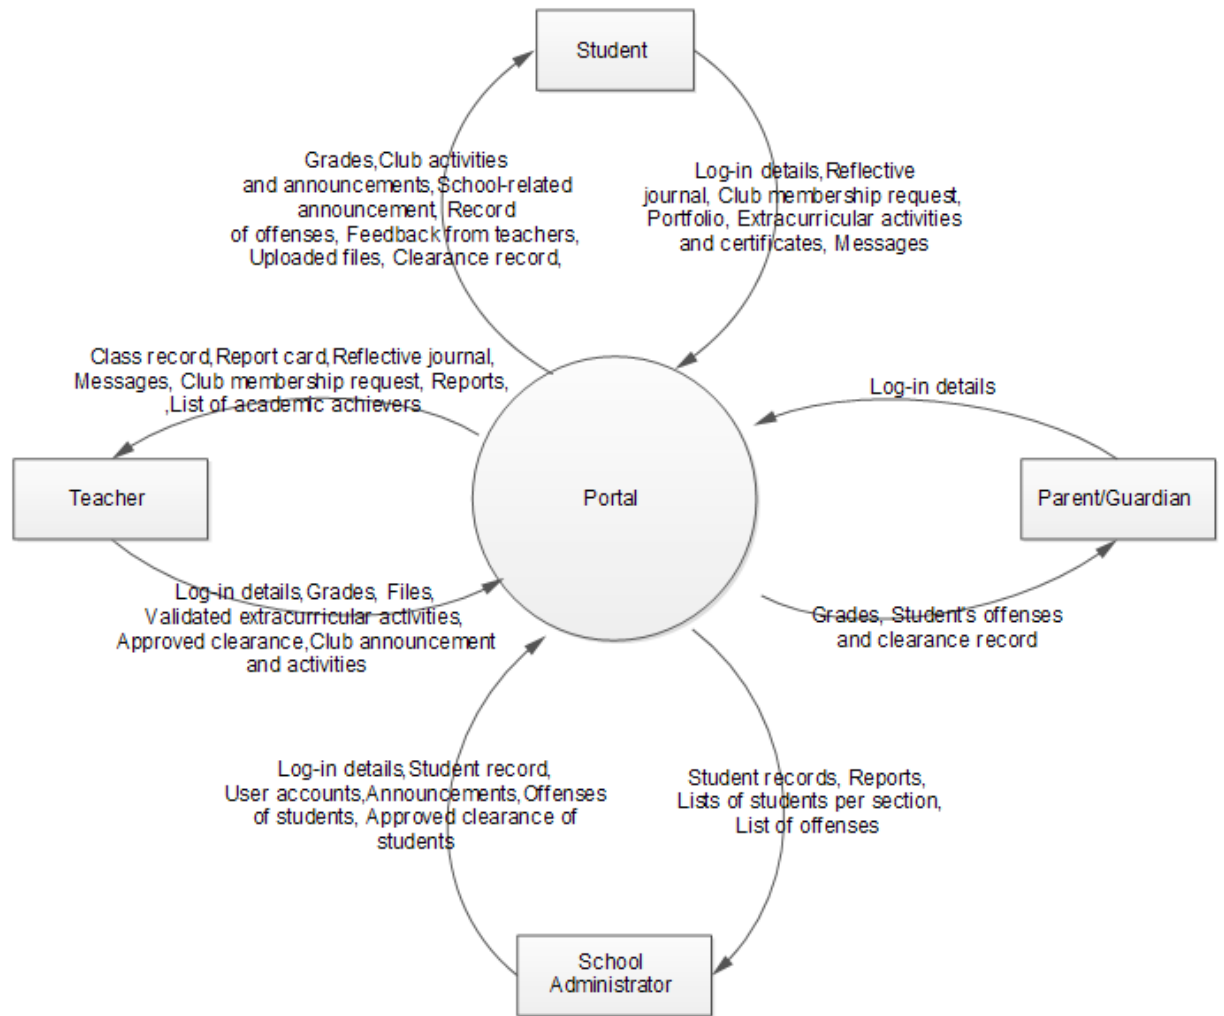 Student
Grades,Club activities
and announcements,School-related
announcement, Record
of offenses, Feedback from teachers,
Uploaded files, Clearance record,
Log-in details,Reflective
journal, Club membership request,
Portfolio, Extracurricular activities
and certificates, Messages
Class record,Report card,Reflective journal,
Messages, Club membership request, Reports,
,List of academic achievers
Log-in details
Teacher
Portal
Parent/Guardian
Log-in details,Grades, Files,
Validated extracurricular activities,
Approved clearance,Club announcement
and activities
Grades, Student's offenses
and clearance record
Log-in details,Student record,
User accounts,Announcements,Offenses
of students, Approved clearance of
students
Student records, Reports,
Lists of students per section,
List of offenses
School
Administrator